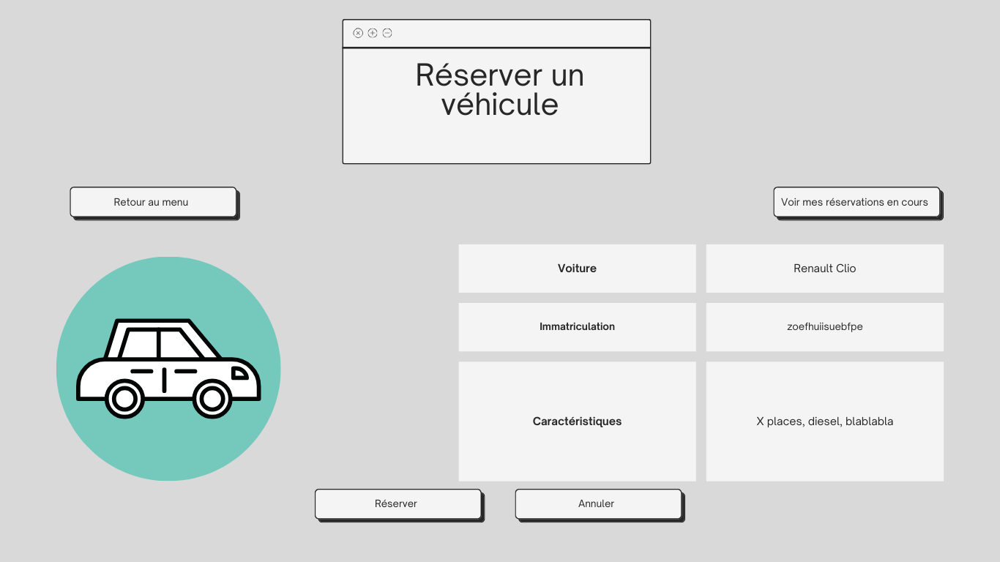 Réserver un
véhicule
Retour au menu
Voir mes réservations en cours
Voiture
Renault Clio
Immatriculation
zoefhuiisuebfpe
Caractéristiques
X places, diesel, blablabla
Réserver
Annuler